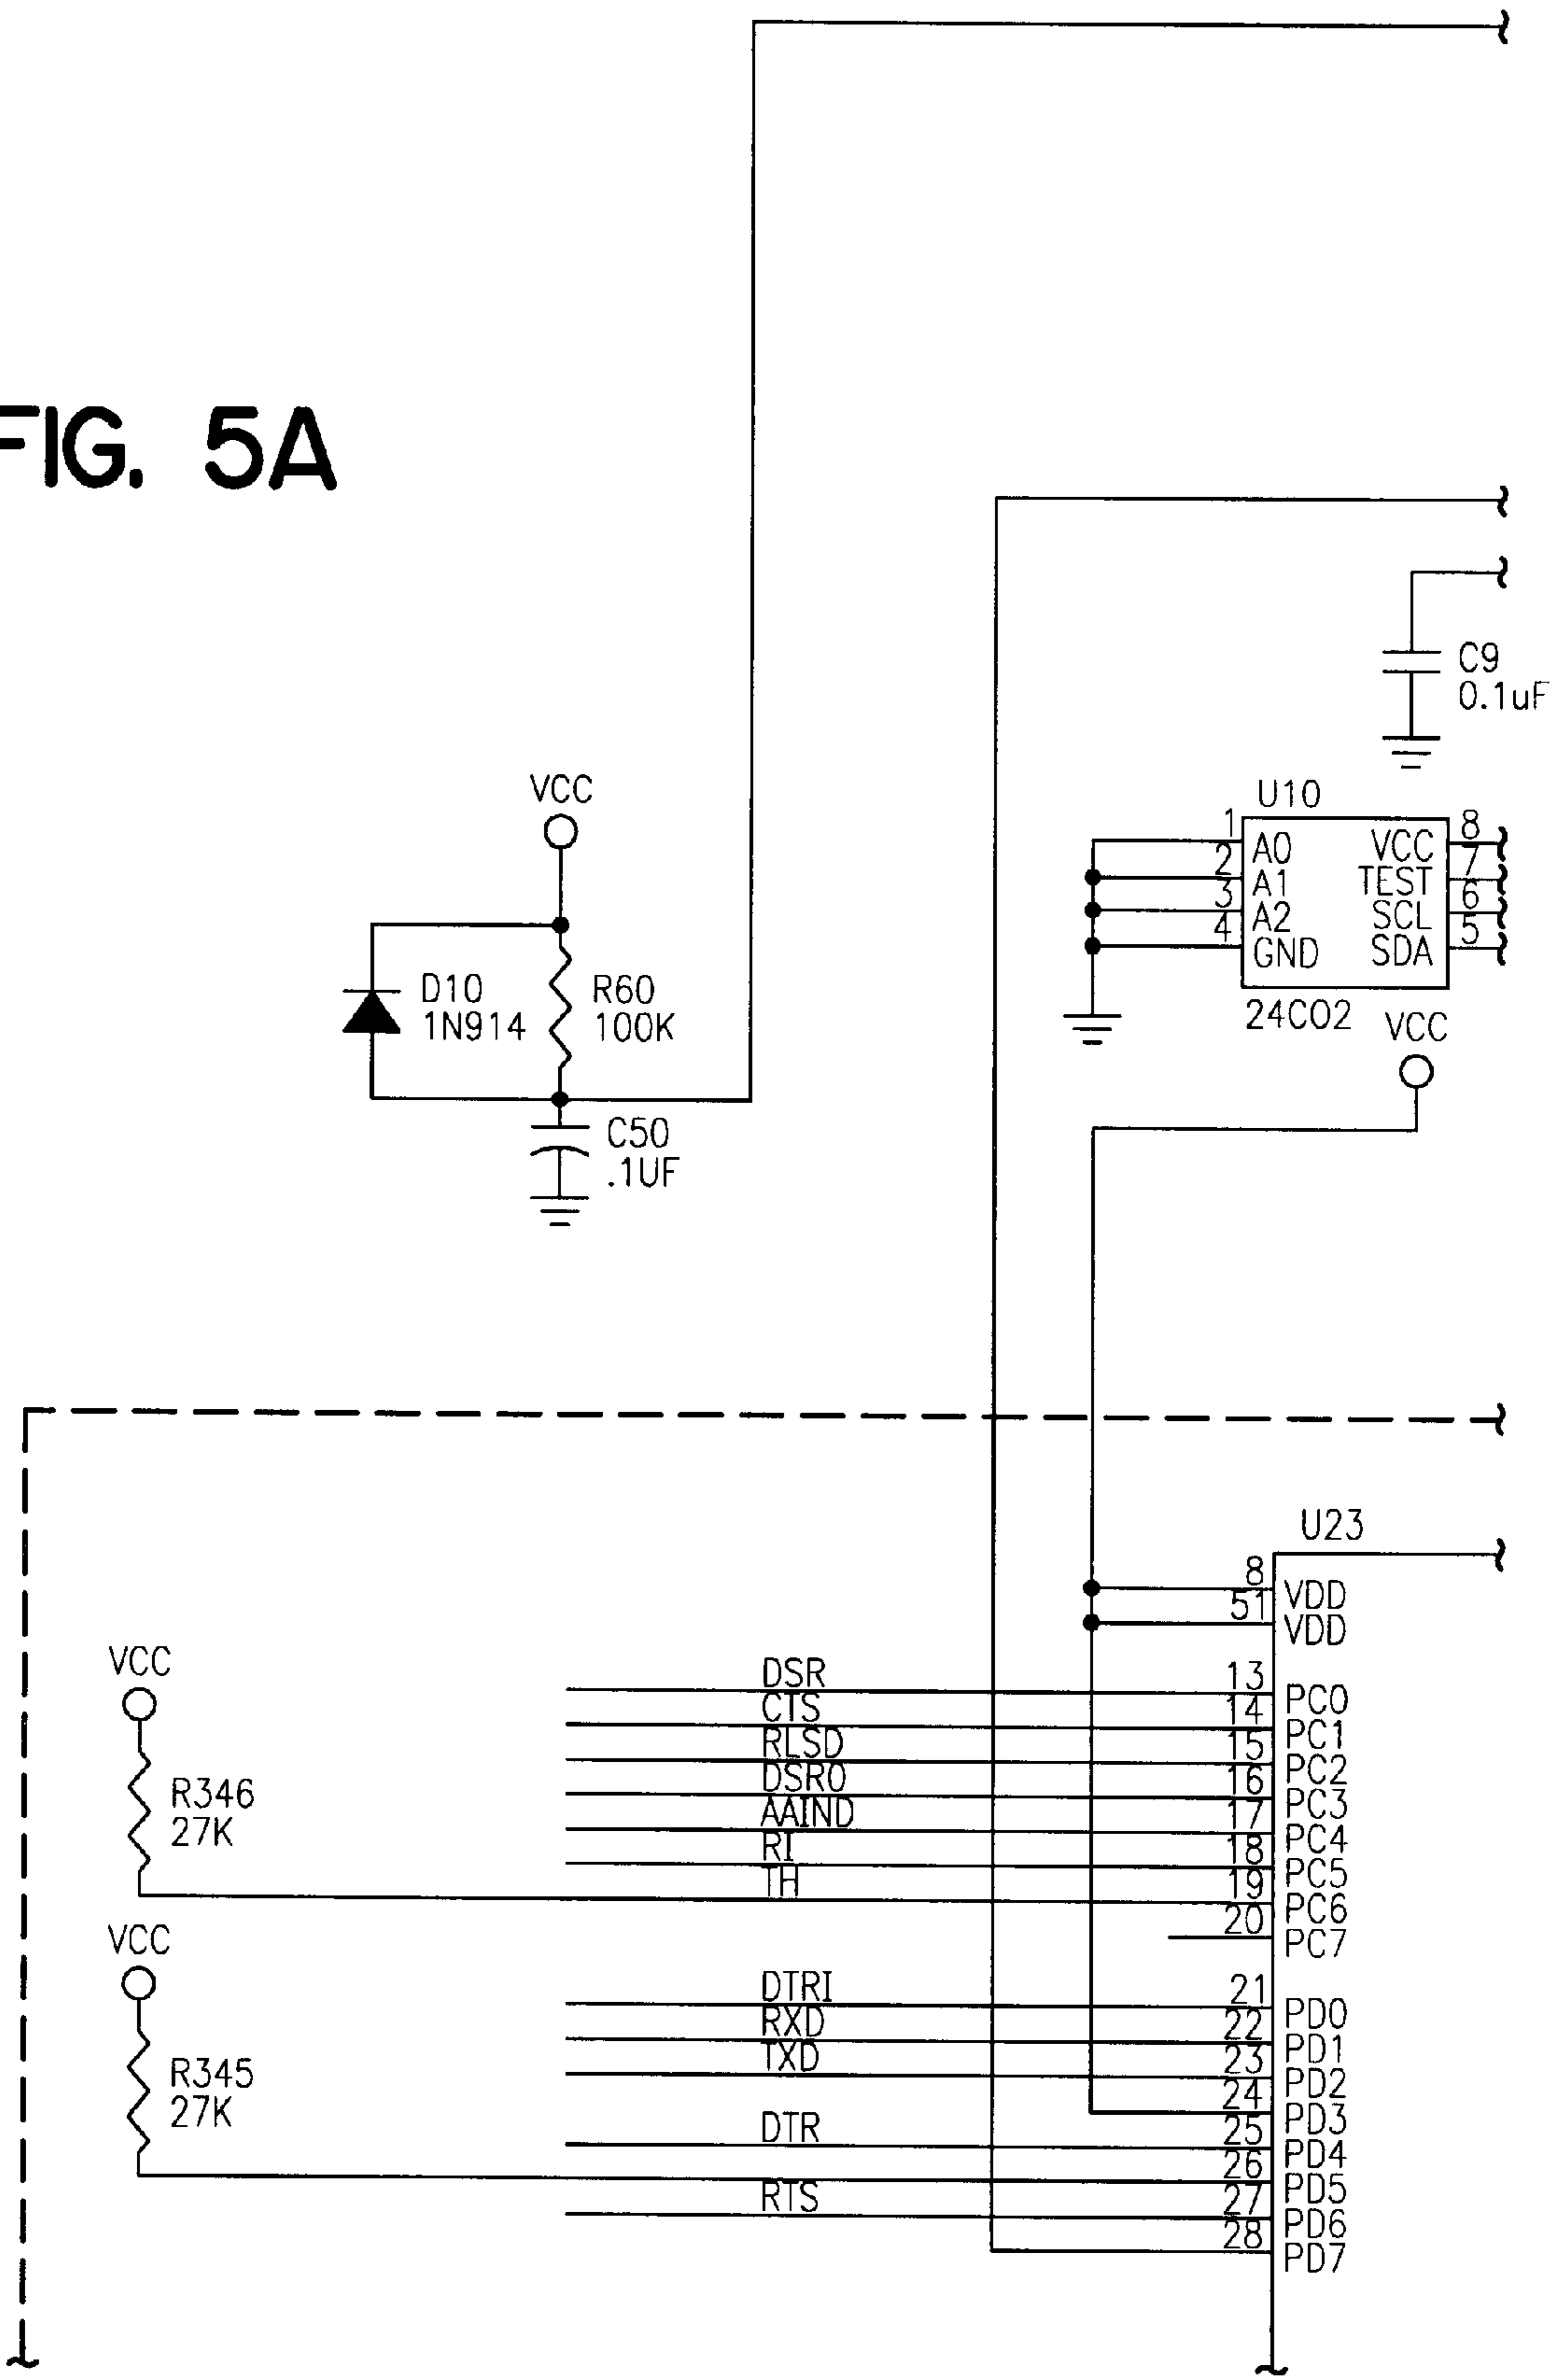 FIG. 5A
C9
0.1uF
VCC
U10
1 A0 VCC 8
2 A1 TEST 7
3 A2 SCL 6
4 GND SDA 5
24C02
VCC
D10
1N914
R60
100K
C50
.1UF
U23
8 VDD
51 VDD
VCC
R346
27K
DSR 13 PC0
CTS 14 PC1
RLSD 15 PC2
DSR0 16 PC3
AAIND 17 PC4
RI 18 PC5
TH 19 PC6
20 PC7
VCC
R345
27K
DTRI 21 PD0
RXD 22 PD1
TXD 23 PD2
24 PD3
DTR 25 PD4
26 PD5
RTS 27 PD6
28 PD7